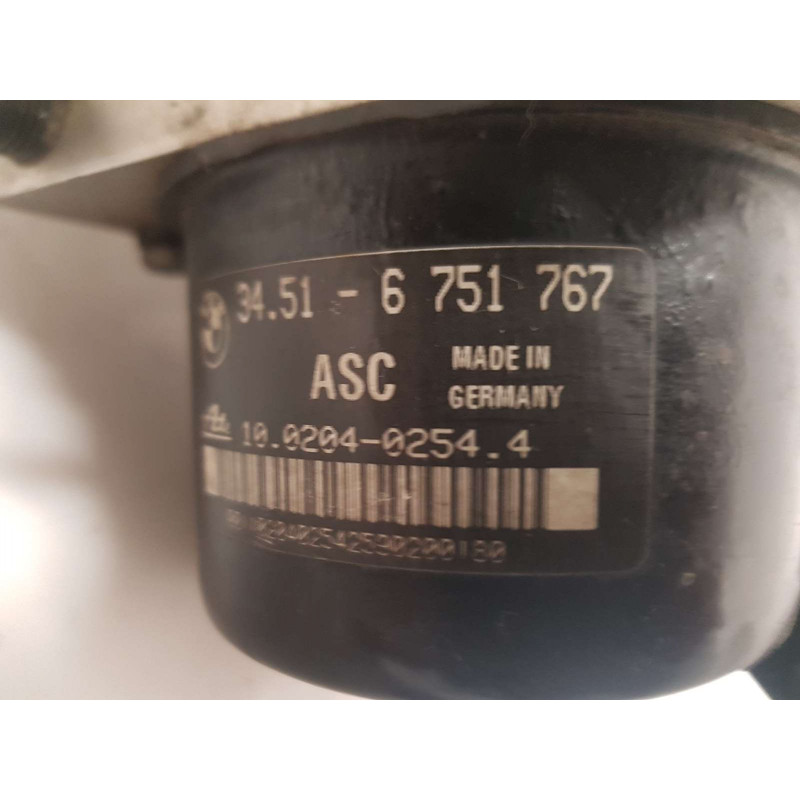 34.51 - 6 751 767
ASC
MADE IN
GERMANY
10.0204-0254.4